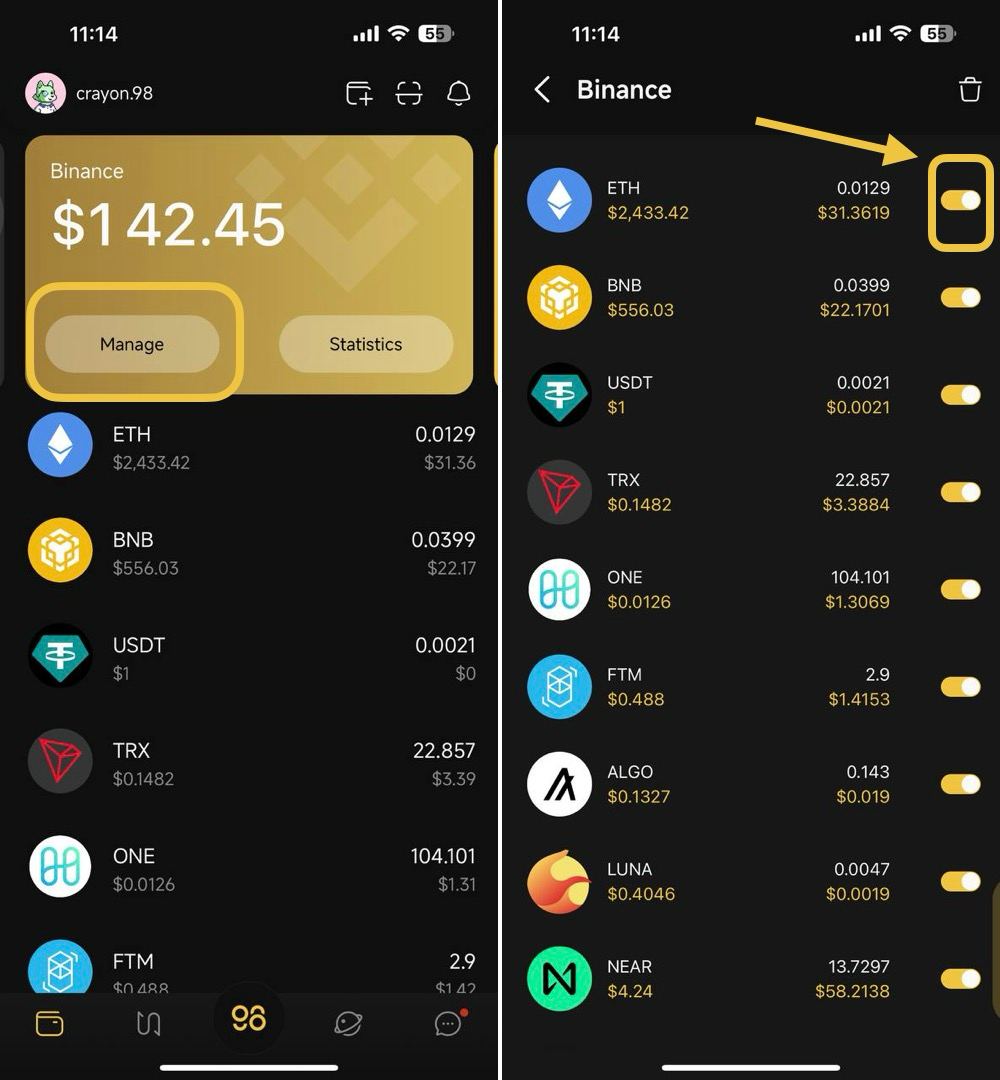 11:14
55
crayon.98
Binance
$142.45
Manage
Statistics
ETH 0.0129
$2,433.42 $31.36
BNB 0.0399
$556.03 $22.17
USDT 0.0021
$1 $0
TRX 22.857
$0.1482 $3.39
ONE 104.101
$0.0126 $1.31
FTM 2.9
$0.488 $1.42
98
11:14
55
Binance
ETH 0.0129
$2,433.42 $31.3619
BNB 0.0399
$556.03 $22.1701
USDT 0.0021
$1 $0.0021
TRX 22.857
$0.1482 $3.3884
ONE 104.101
$0.0126 $1.3069
FTM 2.9
$0.488 $1.4153
ALGO 0.143
$0.1327 $0.019
LUNA 0.0047
$0.4046 $0.0019
NEAR 13.7297
$4.24 $58.2138